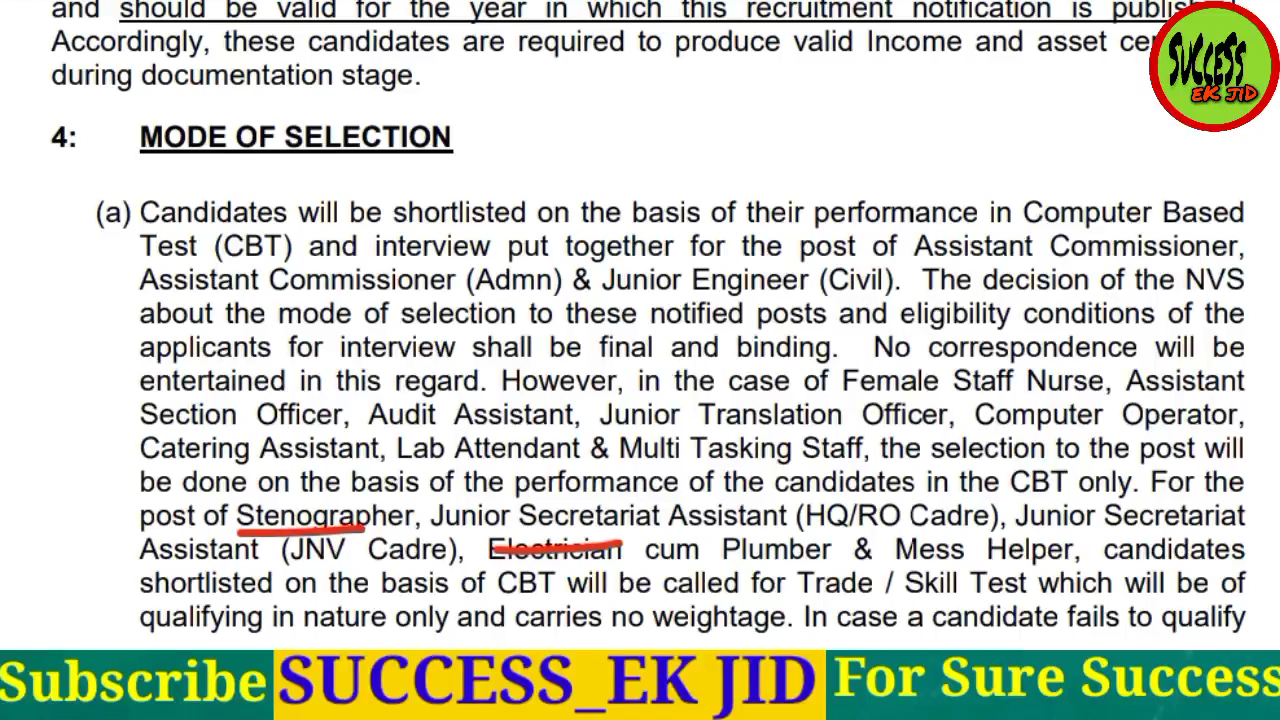 and should be valid for the year in which this recruitment notification is published.
Accordingly, these candidates are required to produce valid Income and asset
during documentation stage.
SUCCESS
EK JID
4: MODE OF SELECTION
(a) Candidates will be shortlisted on the basis of their performance in Computer Based
Test (CBT) and interview put together for the post of Assistant Commissioner,
Assistant Commissioner (Admn) & Junior Engineer (Civil). The decision of the NVS
about the mode of selection to these notified posts and eligibility conditions of the
applicants for interview shall be final and binding. No correspondence will be
entertained in this regard. However, in the case of Female Staff Nurse, Assistant
Section Officer, Audit Assistant, Junior Translation Officer, Computer Operator,
Catering Assistant, Lab Attendant & Multi Tasking Staff, the selection to the post will
be done on the basis of the performance of the candidates in the CBT only. For the
post of Stenographer, Junior Secretariat Assistant (HQ/RO Cadre), Junior Secretariat
Assistant (JNV Cadre), Electrician cum Plumber & Mess Helper, candidates
shortlisted on the basis of CBT will be called for Trade / Skill Test which will be of
qualifying in nature only and carries no weightage. In case a candidate fails to qualify
Subscribe SUCCESS_EK JID For Sure Success